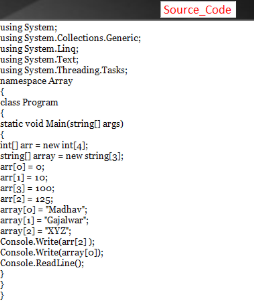 Source_Code
using System;
using System.Collections.Generic;
using System.Linq;
using System.Text;
using System.Threading.Tasks;
namespace Array
{
class Program
{
static void Main(string[] args)
{
int[] arr = new int[4];
string[] array = new string[3];
arr[0] = 0;
arr[1] = 10;
arr[3] = 100;
arr[2] = 125;
array[0] = "Madhav";
array[1] = "Gajalwar";
array[2] = "XYZ";
Console.Write(arr[2] );
Console.Write(array[0]);
Console.ReadLine();
}
}
}